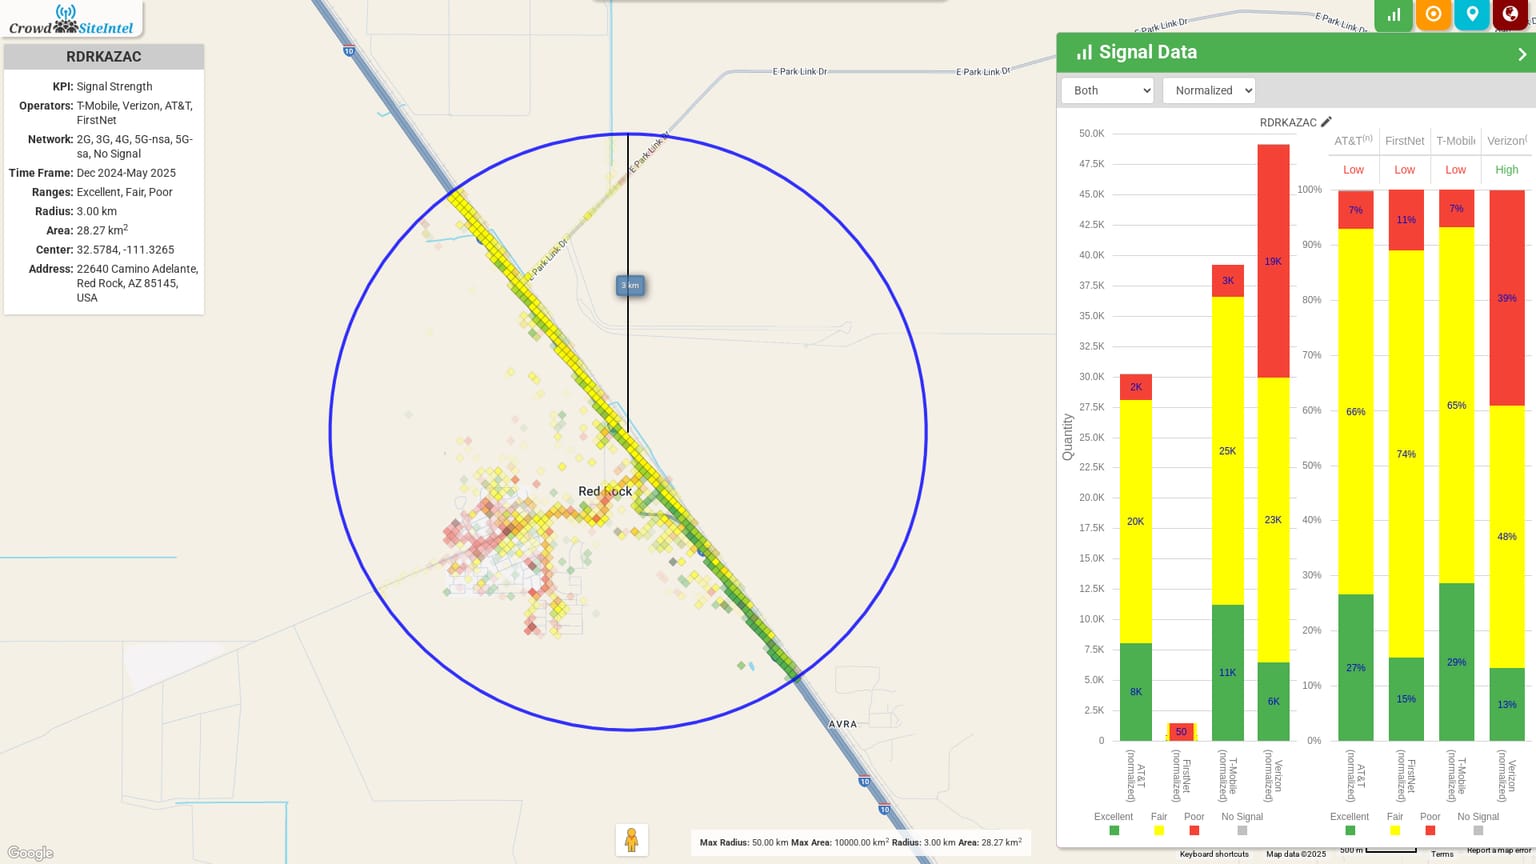 Crowd SiteIntel
RDRKAZAC
KPI: Signal Strength
Operators: T-Mobile, Verizon, AT&T,
FirstNet
Network: 2G, 3G, 4G, 5G-nsa, 5G-
sa, No Signal
Time Frame: Dec 2024-May 2025
Ranges: Excellent, Fair, Poor
Radius: 3.00 km
Area: 28.27 km²
Center: 32.5784, -111.3265
Address: 22640 Camino Adelante,
Red Rock, AZ 85145,
USA
10
E Park Link Dr
E Park Link Dr
E Park Link Dr
E Park Link Dr
E Park Link Dr
E Park Link Dr
3 km
Red Rock
AVRA
10
10
Google
Max Radius: 50.00 km Max Area: 10000.00 km² Radius: 3.00 km Area: 28.27 km²
Signal Data
Both
Normalized
RDRKAZAC
50.0K
47.5K
45.0K
42.5K
40.0K
37.5K
35.0K
32.5K
30.0K
27.5K
25.0K
22.5K
20.0K
17.5K
15.0K
12.5K
10.0K
7.5K
5.0K
2.5K
0
Quantity
2K
20K
8K
50
3K
25K
11K
19K
23K
6K
AT&T
(normalized)
FirstNet
(normalized)
T-Mobile
(normalized)
Verizon
(normalized)
Excellent
Fair
Poor
No Signal
AT&T(n)
FirstNet
T-Mobile
Verizon(
Low
Low
Low
High
100%
90%
80%
70%
60%
50%
40%
30%
20%
10%
0%
7%
66%
27%
11%
74%
15%
7%
65%
29%
39%
48%
13%
AT&T
(normalized)
FirstNet
(normalized)
T-Mobile
(normalized)
Verizon
(normalized)
Excellent
Fair
Poor
No Signal
Keyboard shortcuts
Map data ©2025
500 m
Terms
Report a map error